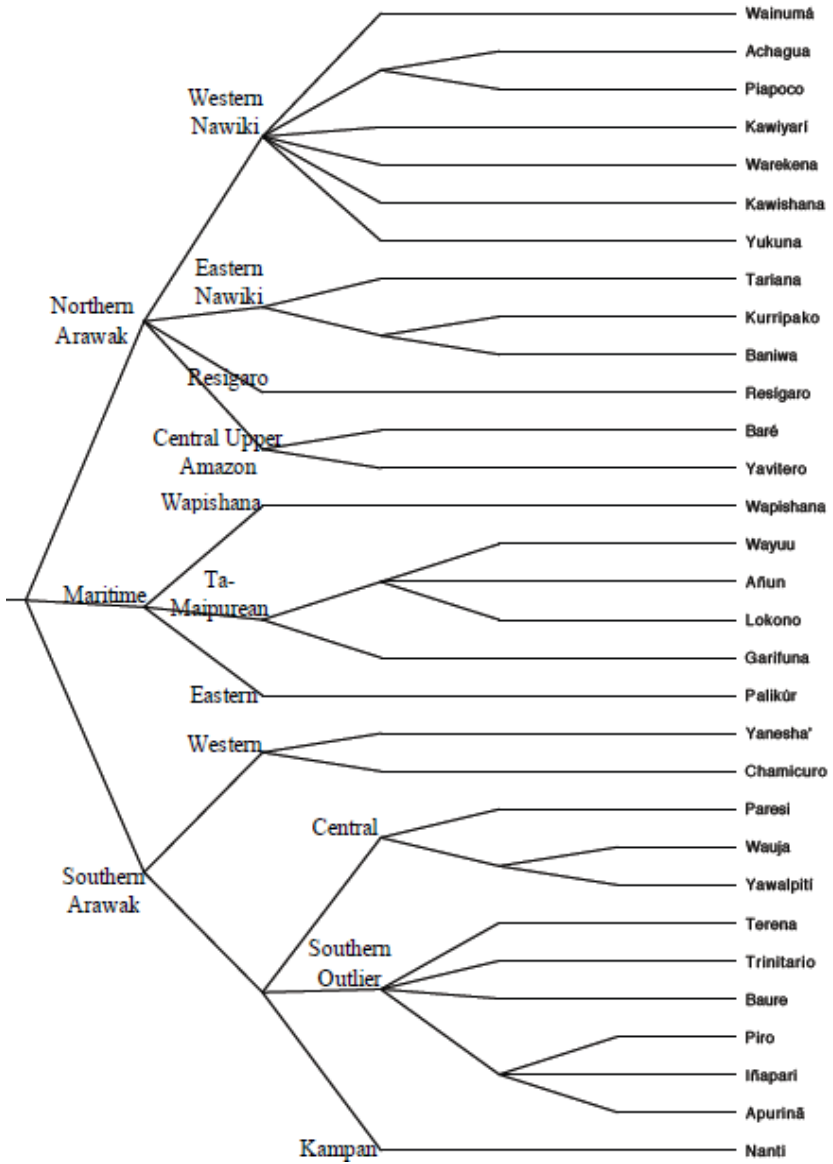 Wainumá
Achagua
Piapoco
Western
Nawiki
Kawiyarí
Warekena
Kawishana
Yukuna
Eastern
Nawiki
Tariana
Northern
Arawak
Kurripako
Baniwa
Resígaro
Resígaro
Central Upper
Amazon
Baré
Yavitero
Wapishana
Wapishana
Wayuu
Maritime
Ta-
Maipurean
Añun
Lokono
Garifuna
Eastern
Palikúr
Western
Yanesha'
Chamicuro
Paresi
Central
Wauja
Southern
Arawak
Yawalpití
Terena
Southern
Outlier
Trinitario
Baure
Piro
Iñapari
Apurinã
Kampan
Nanti